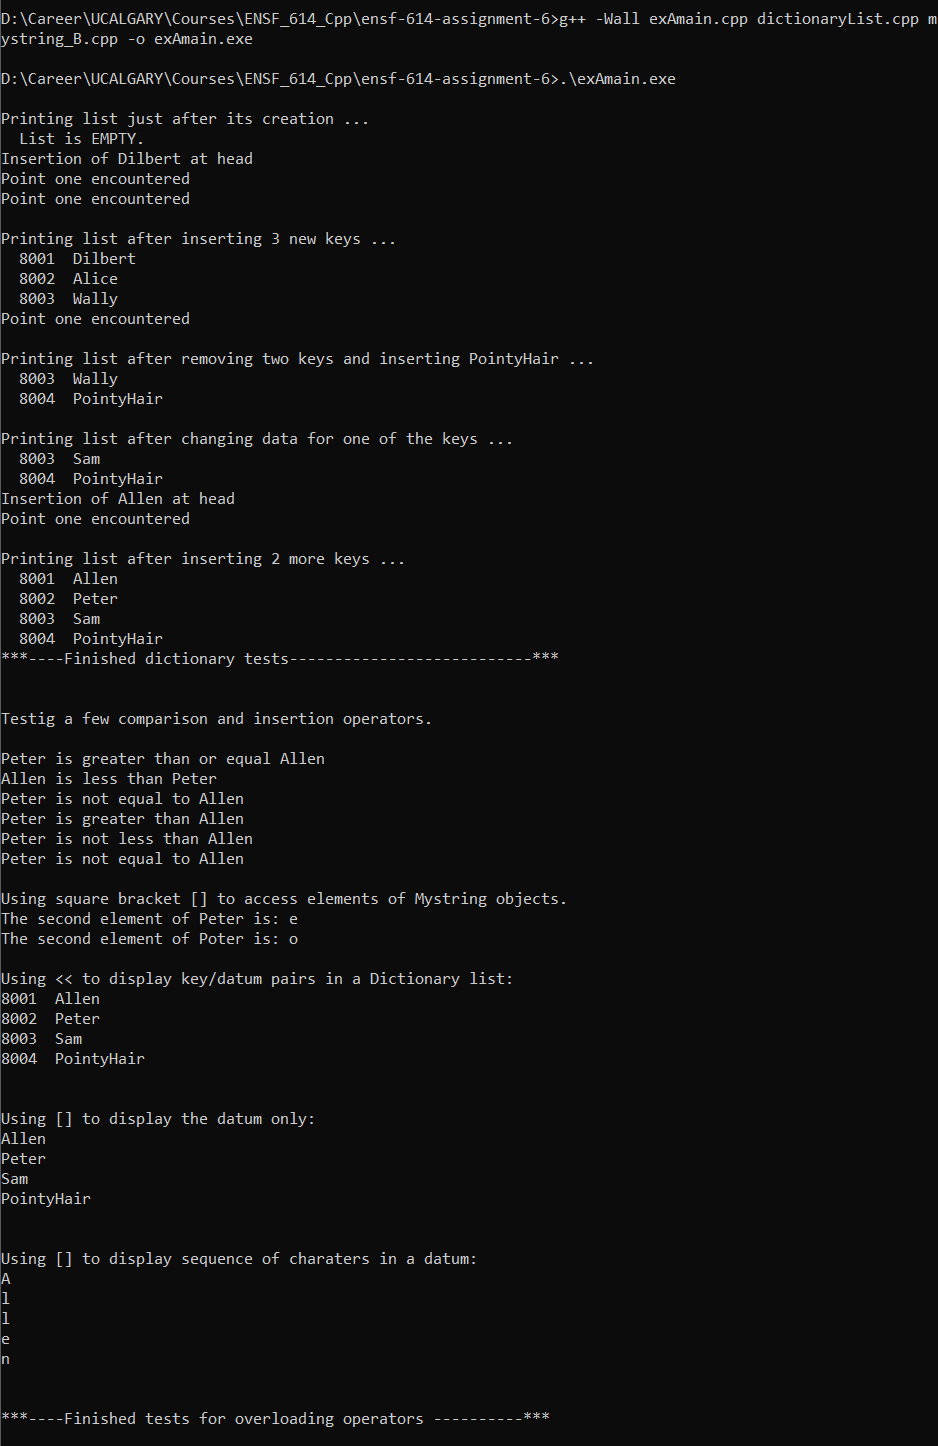 D:\Career\UCALGARY\Courses\ENSF_614_Cpp\ensf-614-assignment-6>g++ -Wall exAmain.cpp dictionaryList.cpp m
ystring_B.cpp -o exAmain.exe
D:\Career\UCALGARY\Courses\ENSF_614_Cpp\ensf-614-assignment-6>.\exAmain.exe
Printing list just after its creation ...
  List is EMPTY.
Insertion of Dilbert at head
Point one encountered
Point one encountered
Printing list after inserting 3 new keys ...
  8001  Dilbert
  8002  Alice
  8003  Wally
Point one encountered
Printing list after removing two keys and inserting PointyHair ...
  8003  Wally
  8004  PointyHair
Printing list after changing data for one of the keys ...
  8003  Sam
  8004  PointyHair
Insertion of Allen at head
Point one encountered
Printing list after inserting 2 more keys ...
  8001  Allen
  8002  Peter
  8003  Sam
  8004  PointyHair
***----Finished dictionary tests---------------------------***
Testig a few comparison and insertion operators.
Peter is greater than or equal Allen
Allen is less than Peter
Peter is not equal to Allen
Peter is greater than Allen
Peter is not less than Allen
Peter is not equal to Allen
Using square bracket [] to access elements of Mystring objects.
The second element of Peter is: e
The second element of Poter is: o
Using << to display key/datum pairs in a Dictionary list:
8001  Allen
8002  Peter
8003  Sam
8004  PointyHair
Using [] to display the datum only:
Allen
Peter
Sam
PointyHair
Using [] to display sequence of charaters in a datum:
A
l
l
e
n
***----Finished tests for overloading operators ----------***